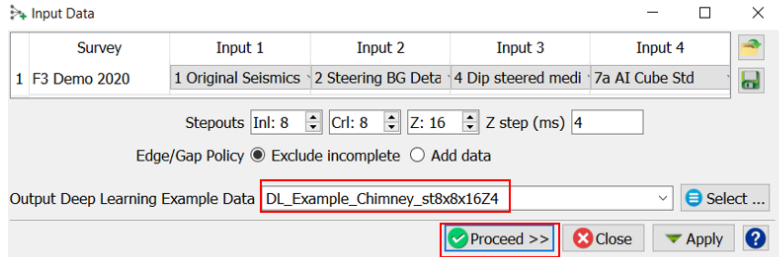 Input Data
Survey Input 1 Input 2 Input 3 Input 4
1 F3 Demo 2020 1 Original Seismics 2 Steering BG Deta 4 Dip steered medi 7a AI Cube Std
Stepouts Inl: 8 Crl: 8 Z: 16 Z step (ms) 4
Edge/Gap Policy Exclude incomplete Add data
Output Deep Learning Example Data DL_Example_Chimney_st8x8x16Z4 Select ...
Proceed >> Close Apply ?